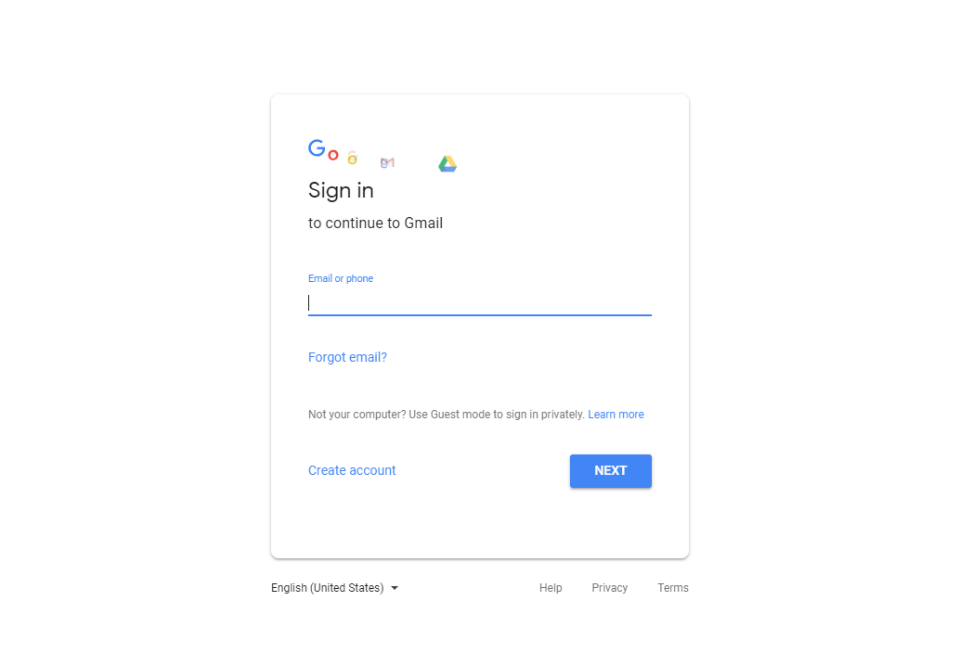 Goo
Sign in
to continue to Gmail
Email or phone
Forgot email?
Not your computer? Use Guest mode to sign in privately. Learn more
Create account
NEXT
English (United States)
Help
Privacy
Terms